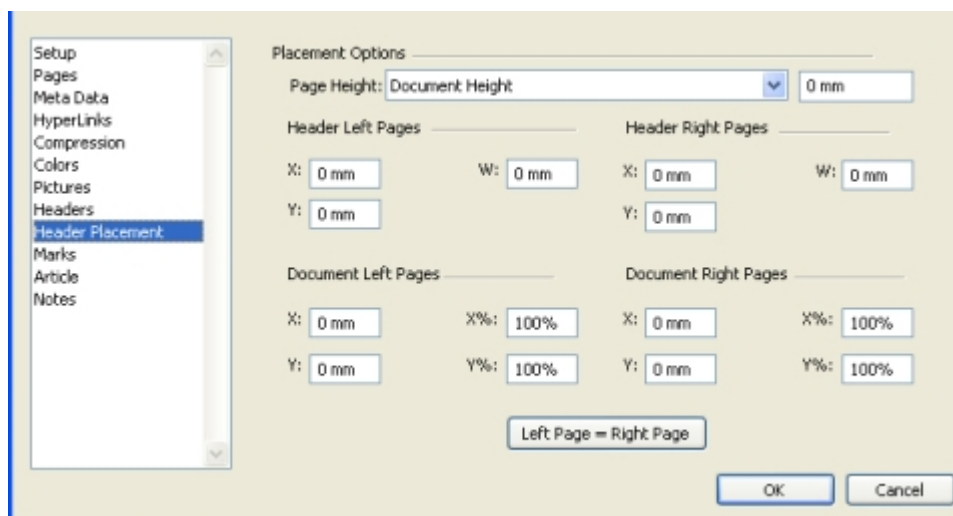 Setup
Pages
Meta Data
HyperLinks
Compression
Colors
Pictures
Headers
Header Placement
Marks
Article
Notes
Placement Options
Page Height: Document Height 0 mm
Header Left Pages Header Right Pages
X: 0 mm W: 0 mm X: 0 mm W: 0 mm
Y: 0 mm Y: 0 mm
Document Left Pages Document Right Pages
X: 0 mm X%: 100% X: 0 mm X%: 100%
Y: 0 mm Y%: 100% Y: 0 mm Y%: 100%
Left Page = Right Page
OK Cancel